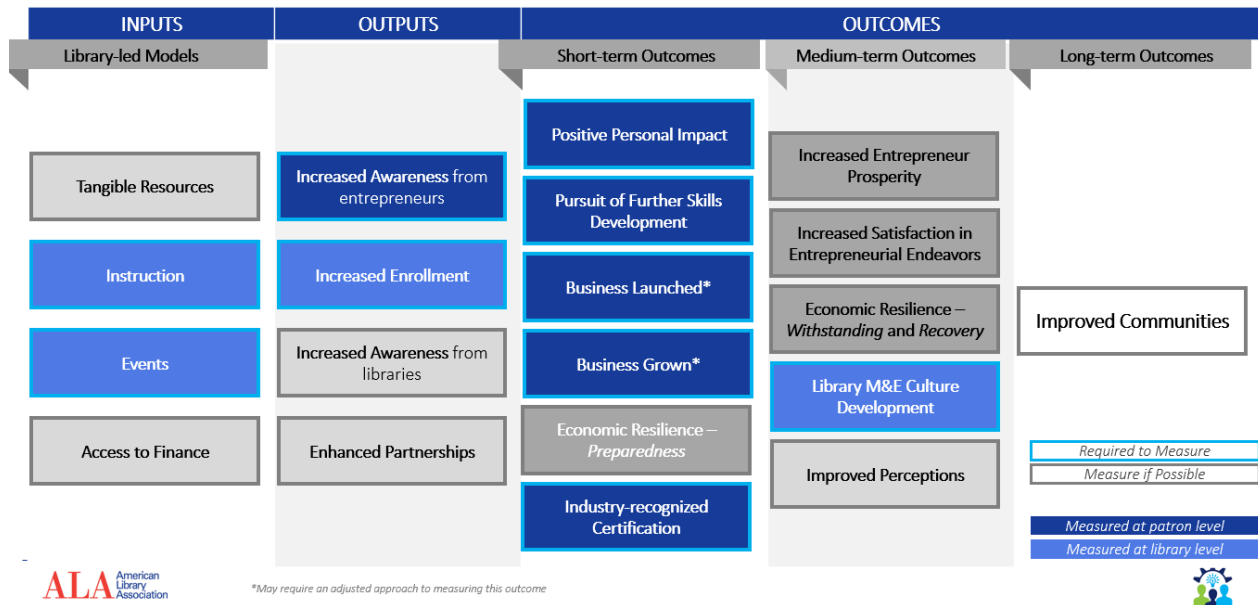 INPUTS
OUTPUTS
OUTCOMES
Library-led Models
Short-term Outcomes
Medium-term Outcomes
Long-term Outcomes
Tangible Resources
Instruction
Events
Access to Finance
Increased Awareness from
entrepreneurs
Increased Enrollment
Increased Awareness from
libraries
Enhanced Partnerships
Positive Personal Impact
Pursuit of Further Skills
Development
Business Launched*
Business Grown*
Economic Resilience –
Preparedness
Industry-recognized
Certification
Increased Entrepreneur
Prosperity
Increased Satisfaction in
Entrepreneurial Endeavors
Economic Resilience –
Withstanding and Recovery
Library M&E Culture
Development
Improved Perceptions
Improved Communities
Required to Measure
Measure if Possible
Measured at patron level
Measured at library level
ALA American
Library
Association
*May require an adjusted approach to measuring this outcome